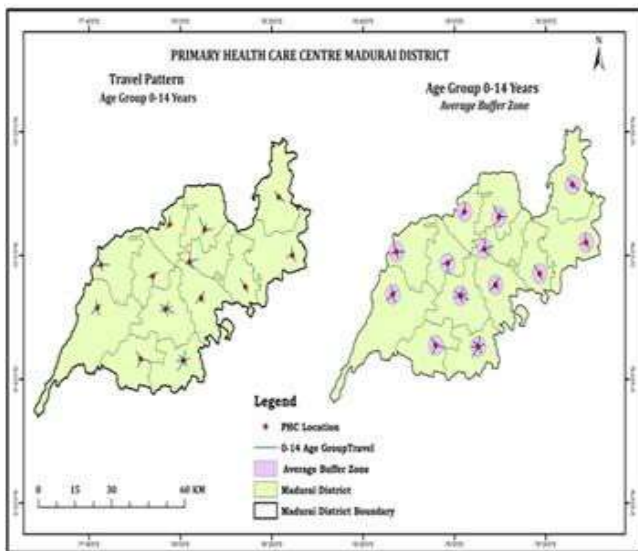 PRIMARY HEALTH CARE CENTRE MADURAI DISTRICT
N
Travel Pattern
Age Group 0-14 Years
Age Group 0-14 Years
Average Buffer Zone
Legend
PHC Location
0-14 Age GroupTravel
Average Buffer Zone
Madurai District
Madurai District Boundary
0 15 30 60 KM